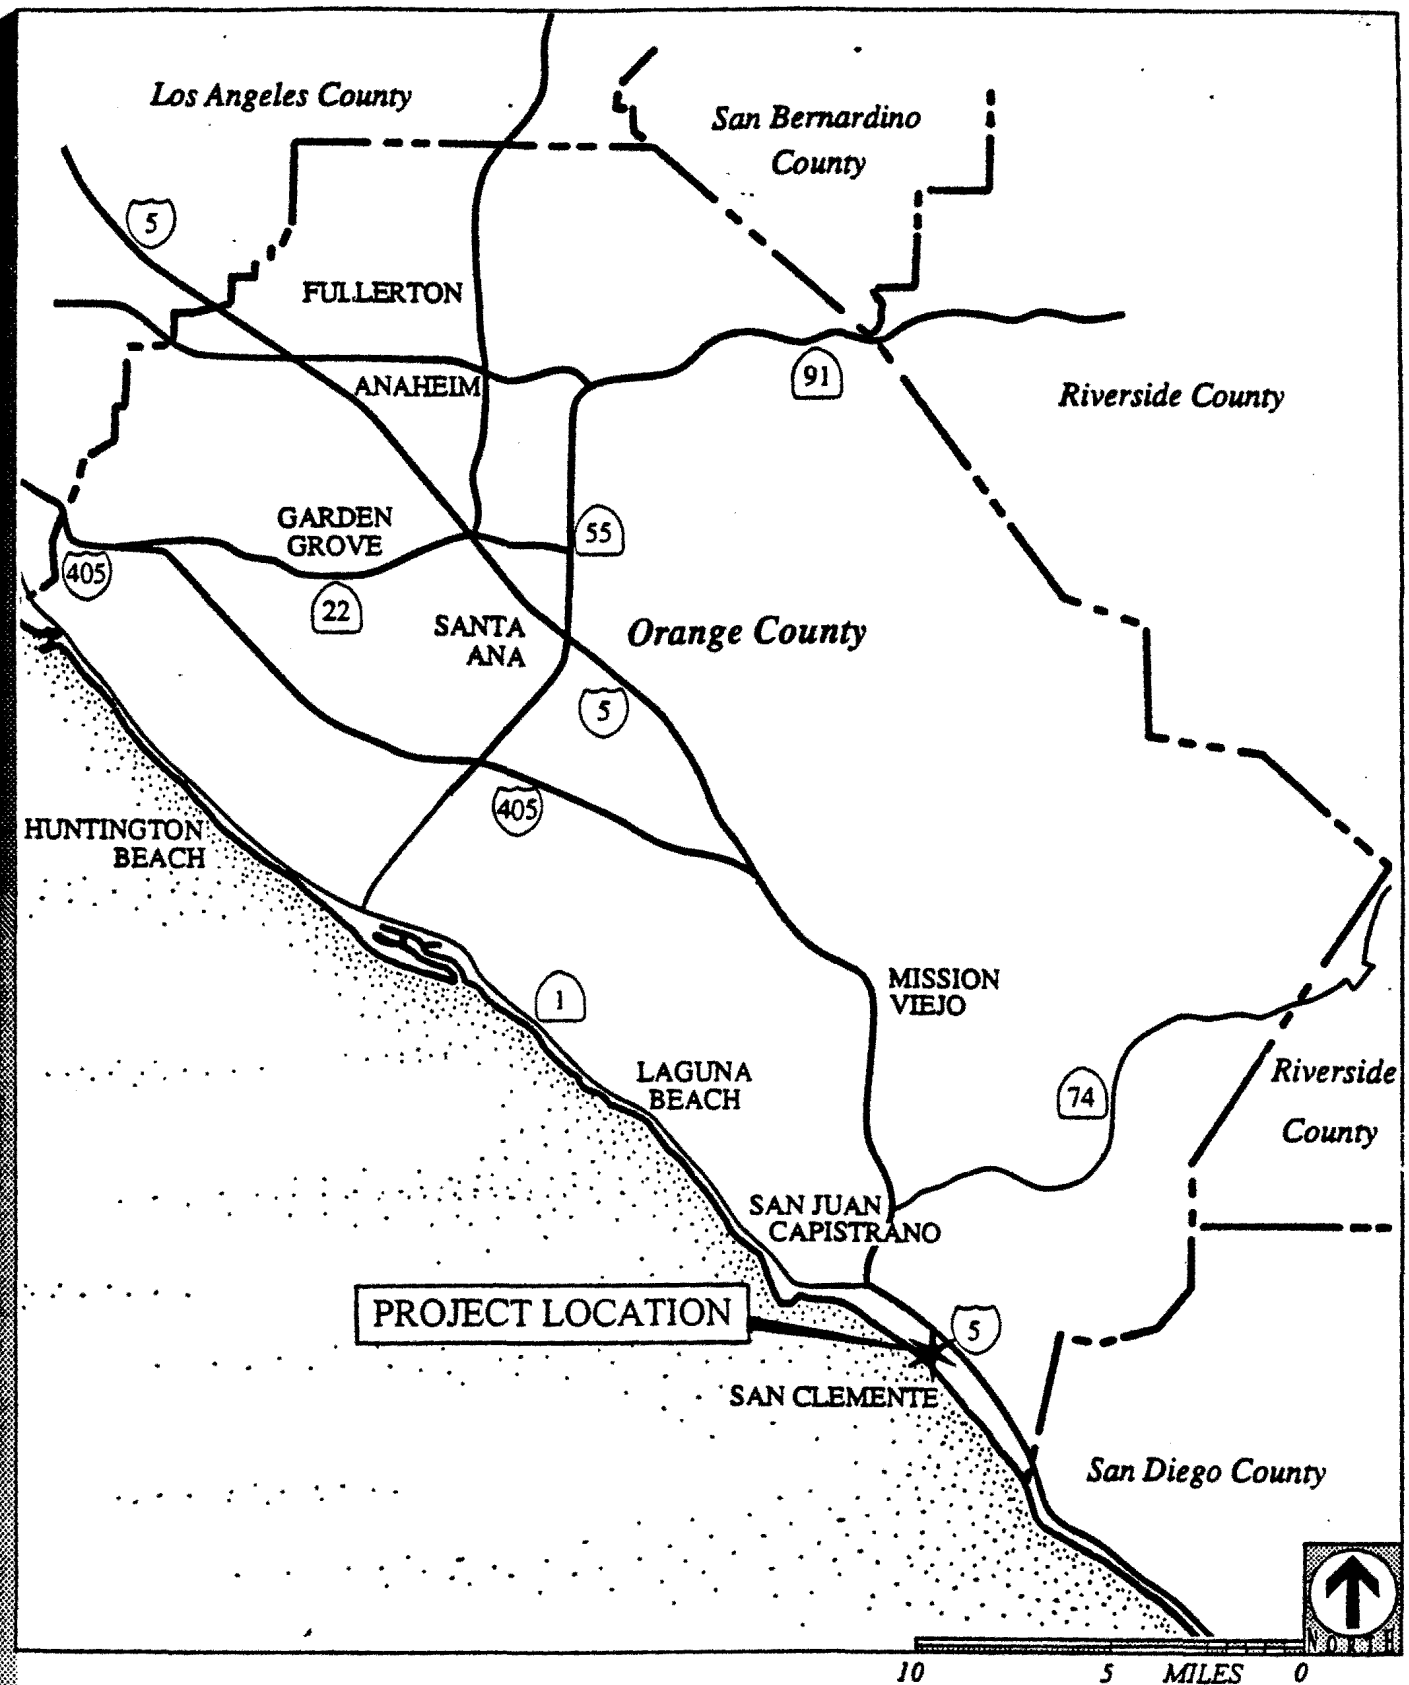 Los Angeles County
San Bernardino
County
5
FULLERTON
91
ANAHEIM
Riverside County
GARDEN
GROVE
55
405
22
SANTA
ANA
Orange County
5
405
HUNTINGTON
BEACH
MISSION
VIEJO
1
LAGUNA
BEACH
74
Riverside
County
SAN JUAN
CAPISTRANO
PROJECT LOCATION
5
SAN CLEMENTE
San Diego County
NORTH
10 5 MILES 0